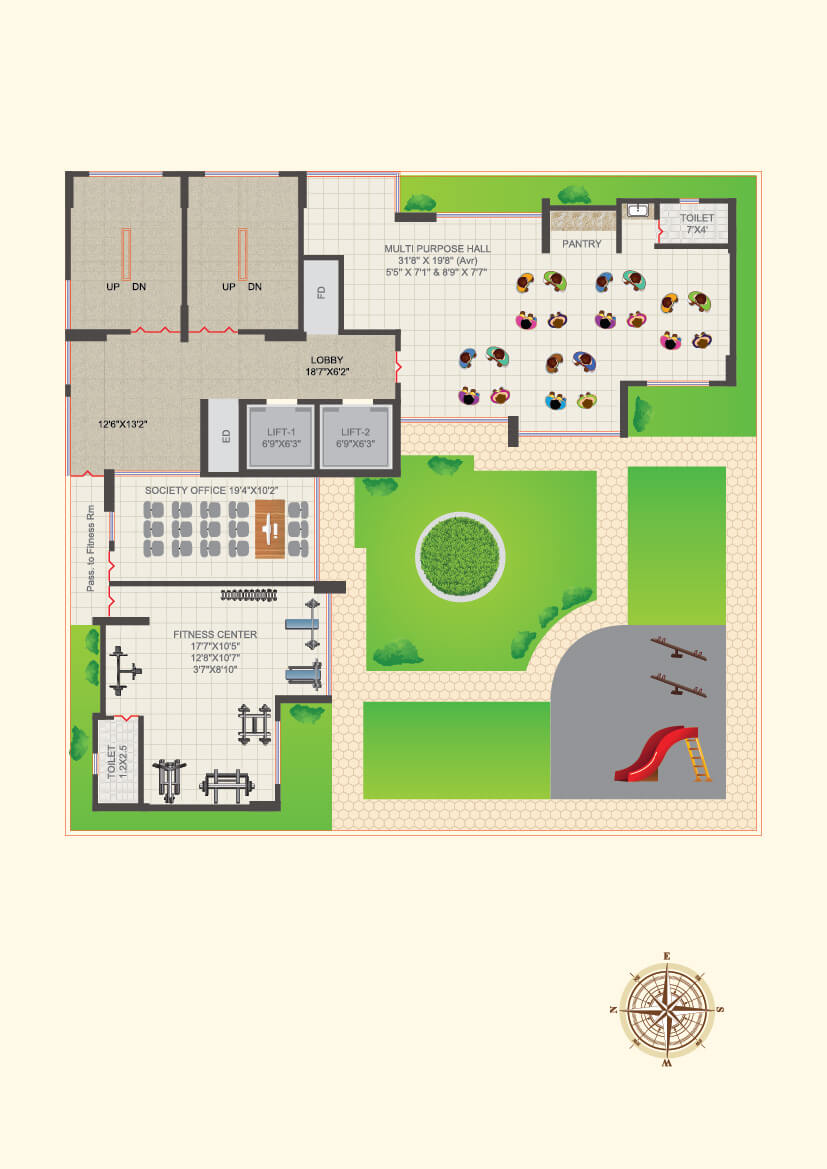 TOILET
7'X4'
MULTI PURPOSE HALL
31'8" X 19'8" (Avr)
5'5" X 7'1" & 8'9" X 7'7"
PANTRY
UP DN
UP DN
FD
LOBBY
18'7"X6'2"
12'6"X13'2"
ED
LIFT-1
6'9"X6'3"
LIFT-2
6'9"X6'3"
SOCIETY OFFICE 19'4"X10'2"
Pass. to Fitness Rm
FITNESS CENTER
17'7"X10'5"
12'8"X10'7"
3'7"X8'10"
TOILET
1.2X2.5
E
N
S
W